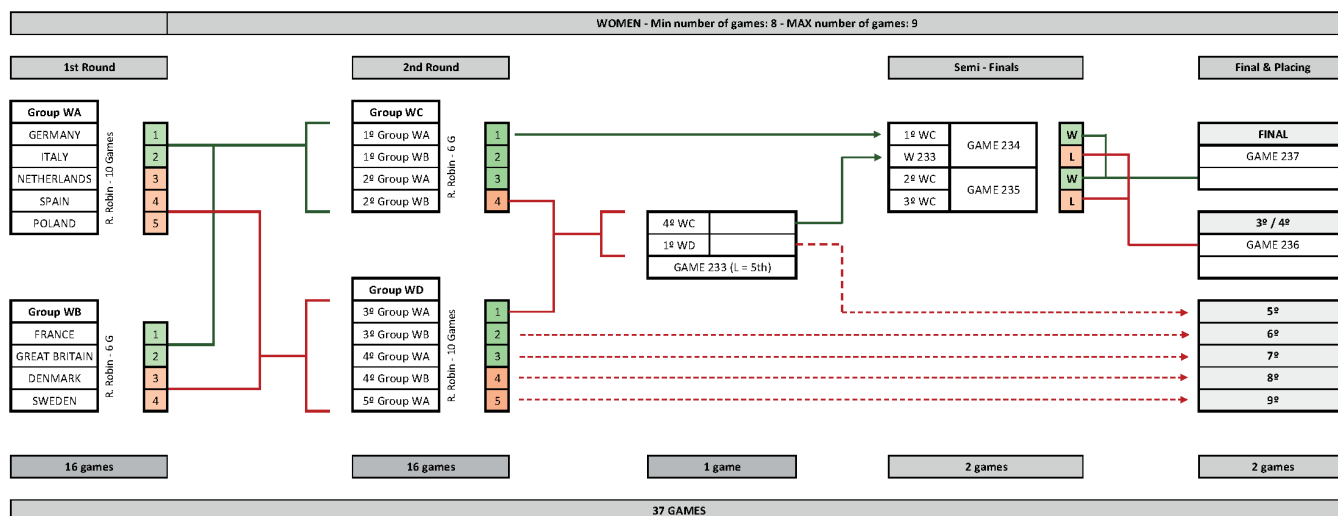 WOMEN - Min number of games: 8 - MAX number of games: 9
1st Round
2nd Round
Semi - Finals
Final & Placing
Group WA
GERMANY
ITALY
NETHERLANDS
SPAIN
POLAND
R. Robin - 10 Games
1
2
3
4
5
Group WB
FRANCE
GREAT BRITAIN
DENMARK
SWEDEN
R. Robin - 6 G
1
2
3
4
Group WC
1º Group WA
1º Group WB
2º Group WA
2º Group WB
R. Robin - 6 G
1
2
3
4
Group WD
3º Group WA
3º Group WB
4º Group WA
4º Group WB
5º Group WA
R. Robin - 10 Games
1
2
3
4
5
4º WC
1º WD
GAME 233 (L = 5th)
1º WC
W 233
GAME 234
2º WC
3º WC
GAME 235
W
L
W
L
FINAL
GAME 237
3º / 4º
GAME 236
5º
6º
7º
8º
9º
16 games
16 games
1 game
2 games
2 games
37 GAMES